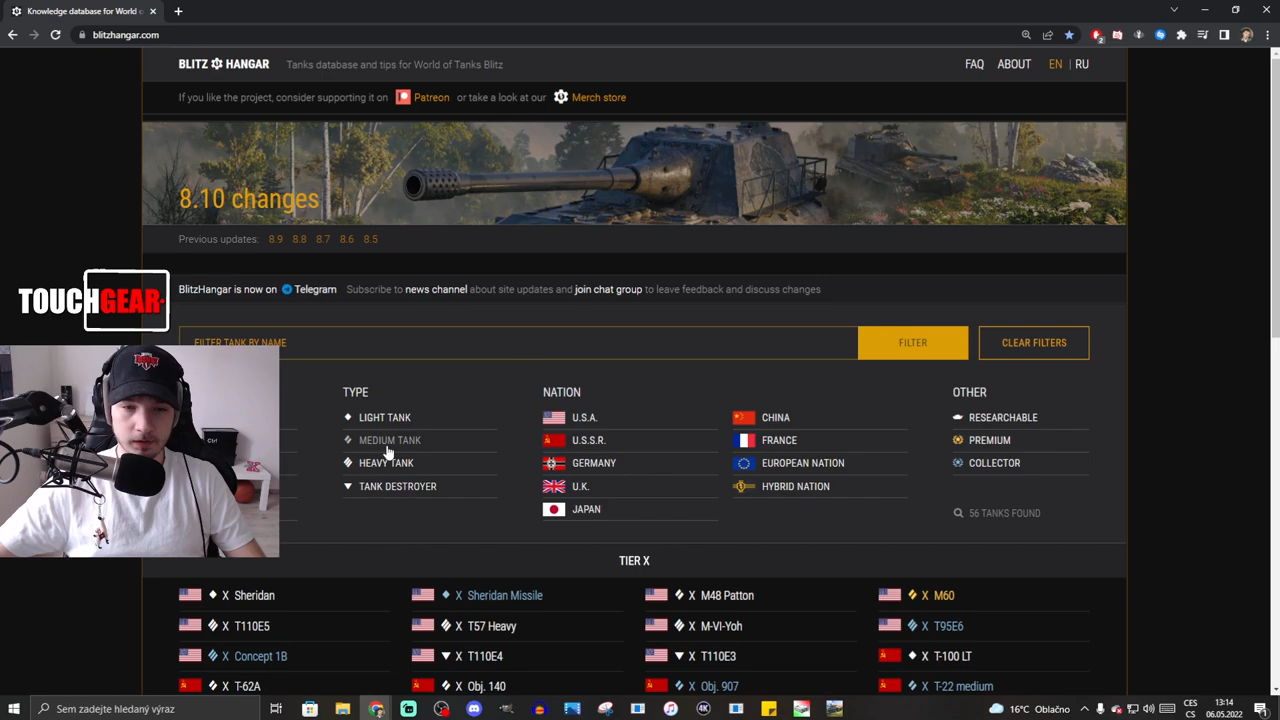 Knowledge database for World o
blitzhangar.com
BLITZ HANGAR
Tanks database and tips for World of Tanks Blitz
FAQ
ABOUT
EN | RU
If you like the project, consider supporting it on Patreon or take a look at our Merch store
8.10 changes
Previous updates: 8.9 8.8 8.7 8.6 8.5
BlitzHangar is now on Telegram Subscribe to news channel about site updates and join chat group to leave feedback and discuss changes
TOUCHGEAR
FILTER TANK BY NAME
FILTER
CLEAR FILTERS
TYPE
LIGHT TANK
MEDIUM TANK
HEAVY TANK
TANK DESTROYER
NATION
U.S.A.
U.S.S.R.
GERMANY
U.K.
JAPAN
CHINA
FRANCE
EUROPEAN NATION
HYBRID NATION
OTHER
RESEARCHABLE
PREMIUM
COLLECTOR
56 TANKS FOUND
TIER X
X Sheridan
X Sheridan Missile
X M48 Patton
X M60
X T110E5
X T57 Heavy
X M-VI-Yoh
X T95E6
X Concept 1B
X T110E4
X T110E3
X T-100 LT
X T-62A
X Obj. 140
X Obj. 907
X T-22 medium
Sem zadejte hledaný výraz
16°C Oblačno
CES
CS
13:14
06.05.2022